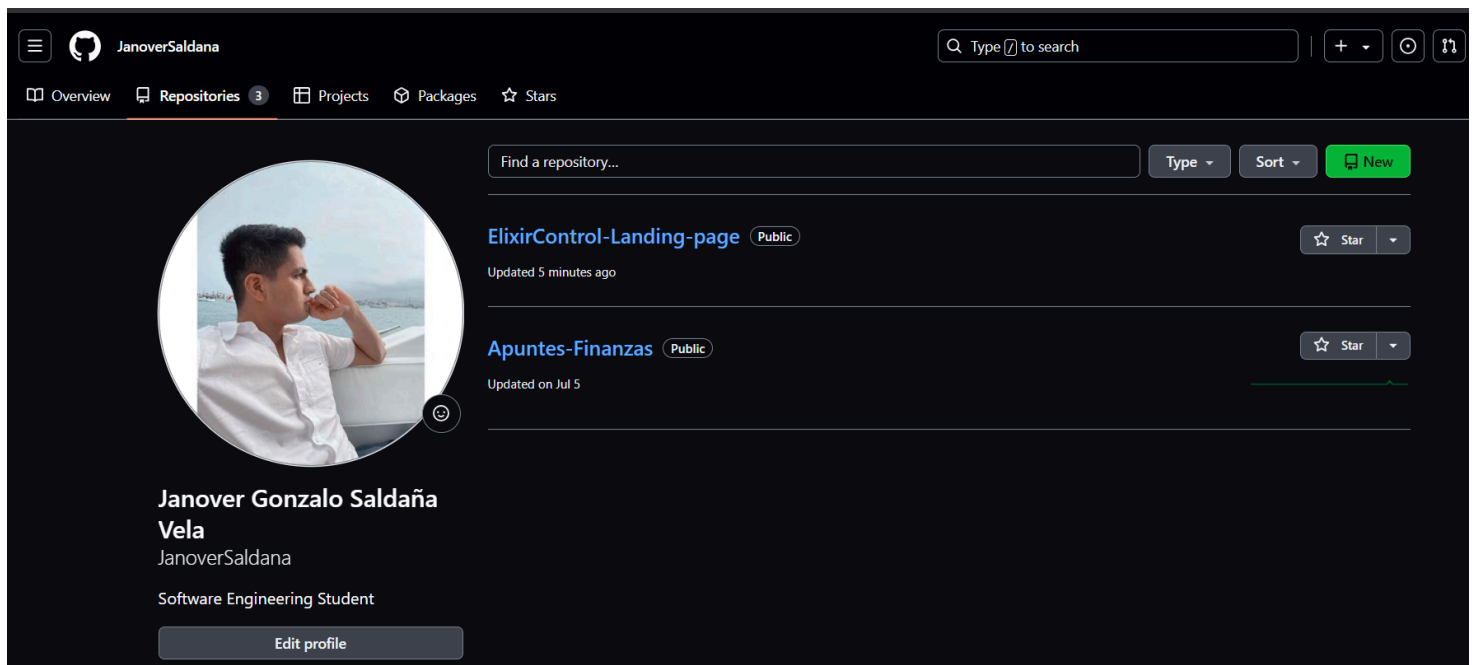 JanoverSaldana
Type / to search
Overview Repositories 3 Projects Packages Stars
Find a repository... Type Sort New
ElixirControl-Landing-page Public Star
Updated 5 minutes ago
Apuntes-Finanzas Public Star
Updated on Jul 5
Janover Gonzalo Saldaña
Vela
JanoverSaldana
Software Engineering Student
Edit profile